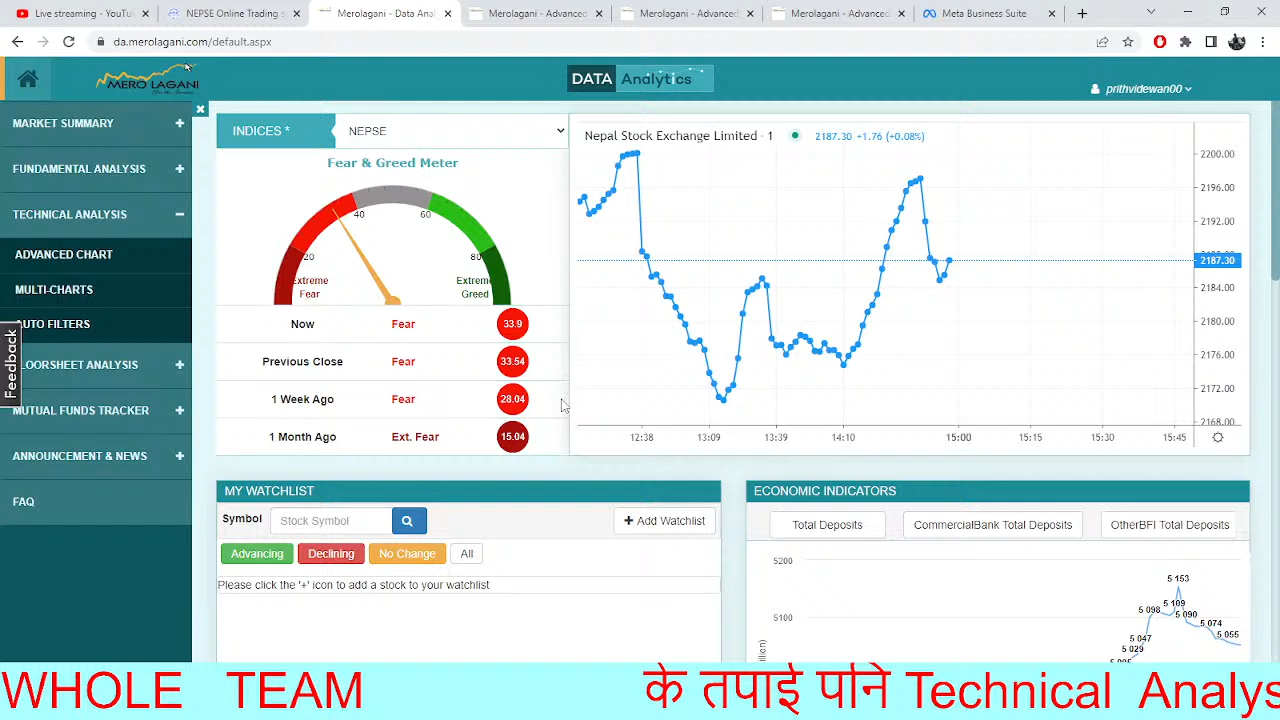 Live streaming - YouTu
NEPSE Online Trading s
Merolagani - Data Anal
Merolagani - Advanced
Merolagani - Advanced
Merolagani - Advanced
Meta Business Suite
da.merolagani.com/default.aspx
MERO LAGANI
DATA Analytics
prithvidewan00
MARKET SUMMARY +
FUNDAMENTAL ANALYSIS +
TECHNICAL ANALYSIS −
ADVANCED CHART
MULTI-CHARTS
AUTO FILTERS
Feedback
LOORSHEET ANALYSIS +
MUTUAL FUNDS TRACKER +
ANNOUNCEMENT & NEWS +
FAQ
INDICES * NEPSE
Fear & Greed Meter
20 40 60 80
Extreme Fear
Extreme Greed
Now Fear 33.9
Previous Close Fear 33.54
1 Week Ago Fear 28.04
1 Month Ago Ext. Fear 15.04
Nepal Stock Exchange Limited · 1 2187.30 +1.76 (+0.08%)
2200.00
2196.00
2192.00
2187.30
2184.00
2180.00
2176.00
2172.00
2168.00
12:38 13:09 13:39 14:10 15:00 15:15 15:30 15:45
MY WATCHLIST
Symbol Stock Symbol + Add Watchlist
Advancing Declining No Change All
Please click the '+' icon to add a stock to your watchlist
ECONOMIC INDICATORS
Total Deposits CommercialBank Total Deposits OtherBFI Total Deposits
5200
5100
5 153
5 109
5 098
5 090
5 074
5 055
5 047
5 029
WHOLE TEAM के तपाई पनि Technical Analys